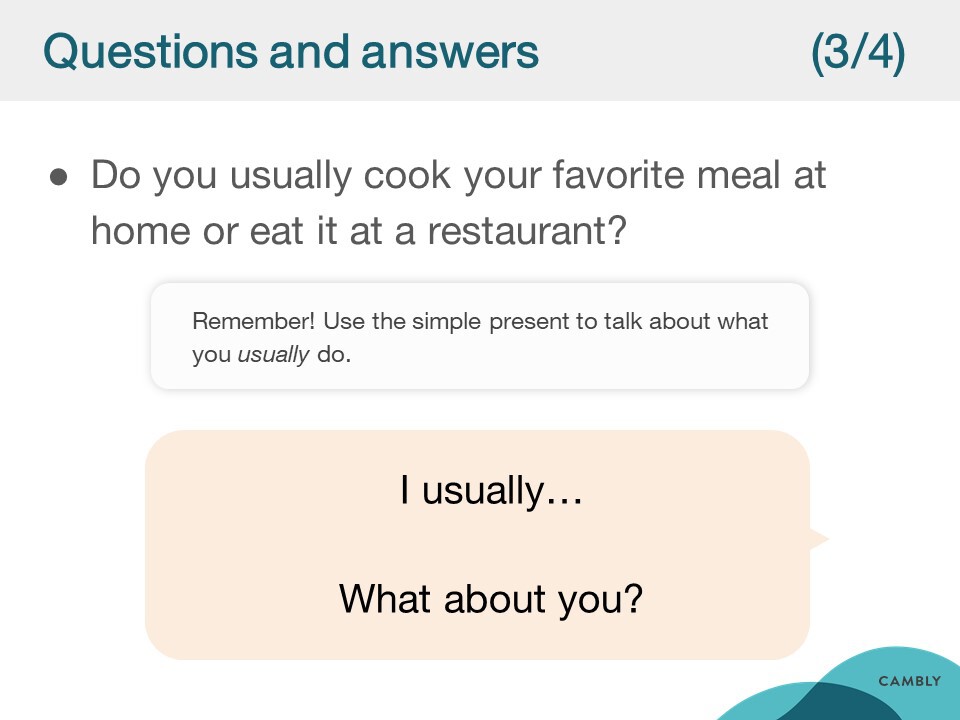 Questions and answers (3/4)
● Do you usually cook your favorite meal at
home or eat it at a restaurant?
Remember! Use the simple present to talk about what
you usually do.
I usually…
What about you?
CAMBLY